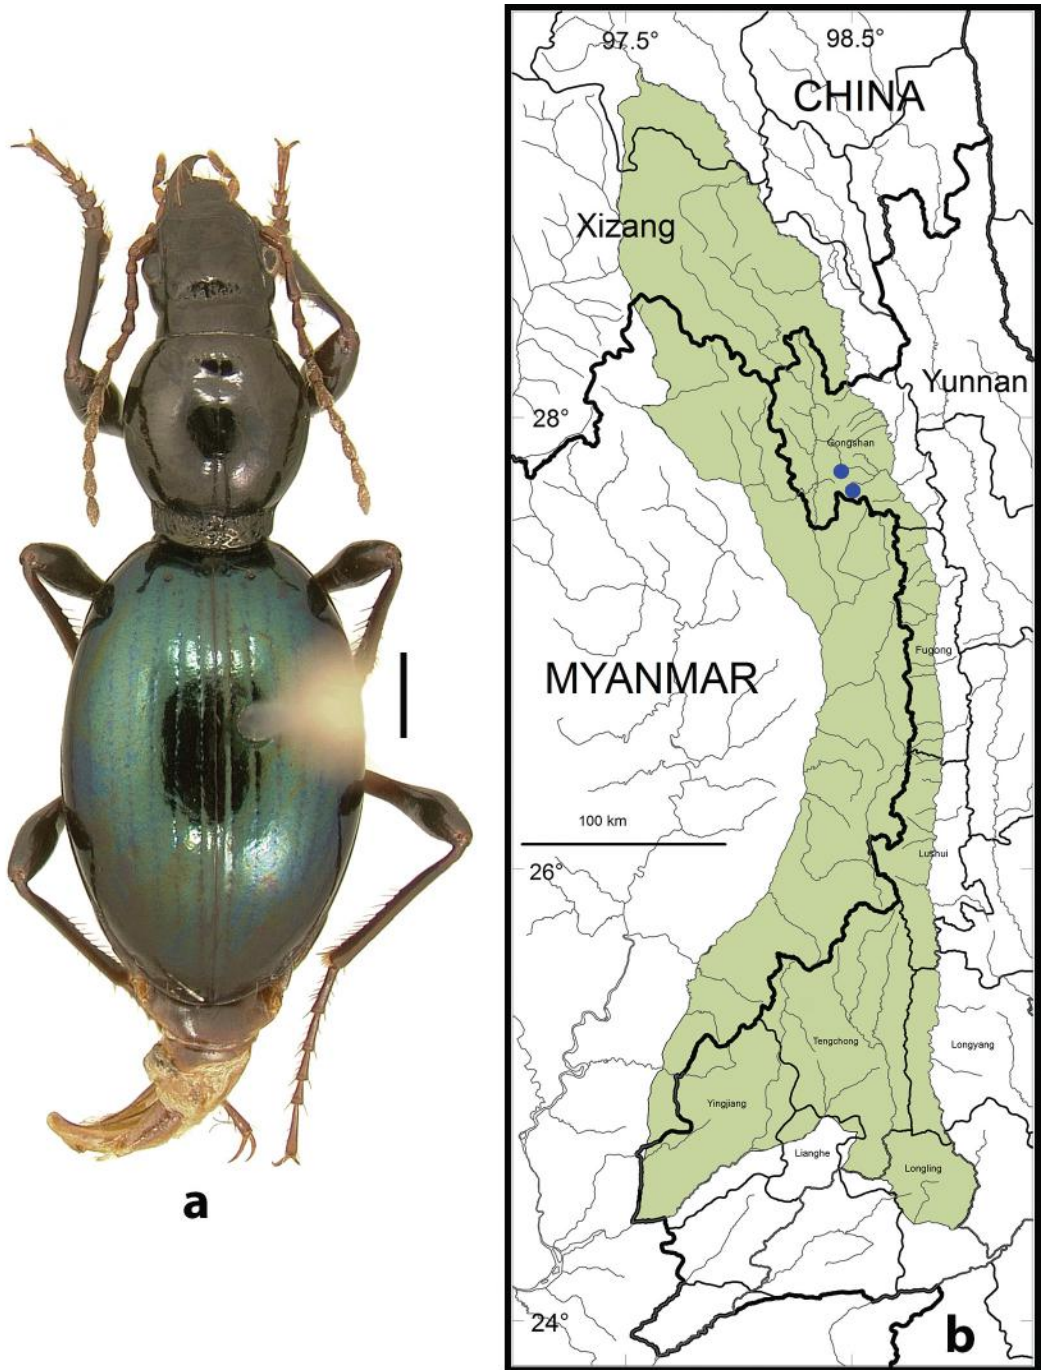 97.5°
98.5°
CHINA
Xizang
Yunnan
28°
Gongshan
MYANMAR
Fugong
100 km
Lushui
26°
Tengchong
Longyang
Yingjiang
Lianghe
Longling
a
24°
b